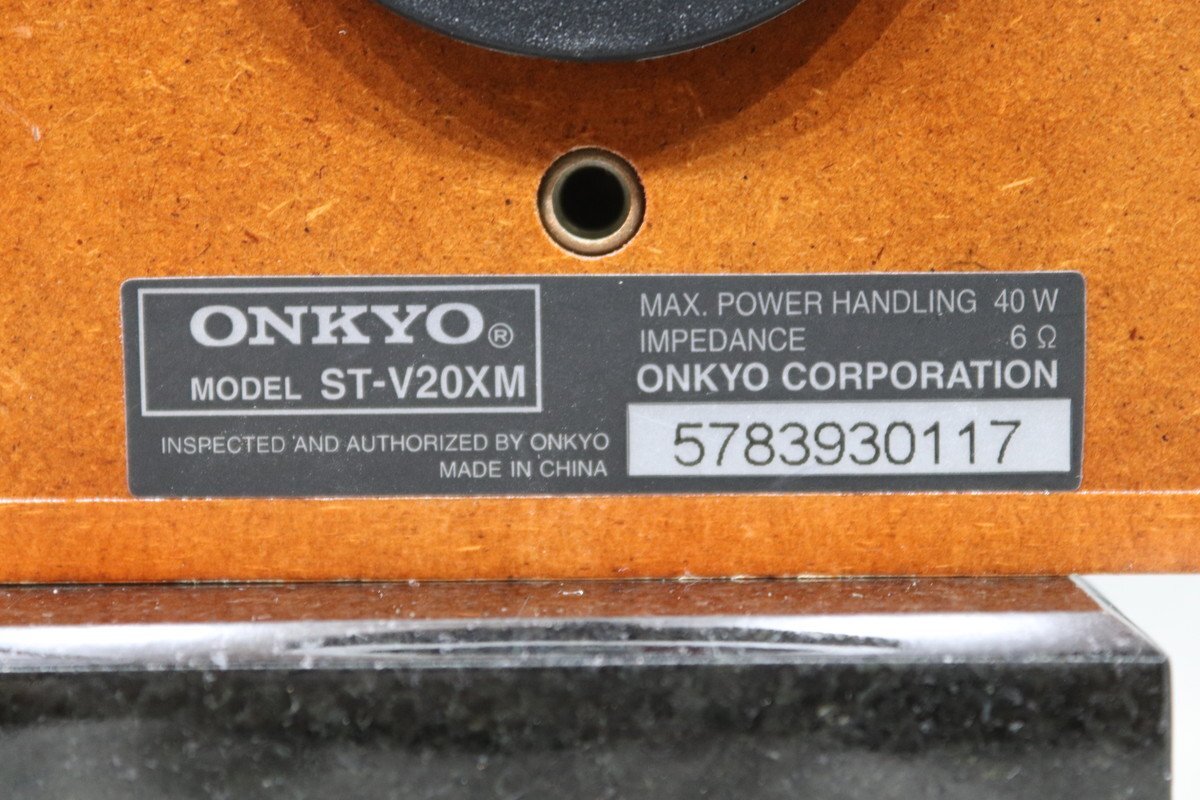 ONKYO®
MODEL ST-V20XM
INSPECTED AND AUTHORIZED BY ONKYO
MADE IN CHINA
MAX. POWER HANDLING 40 W
IMPEDANCE 6 Ω
ONKYO CORPORATION
5783930117